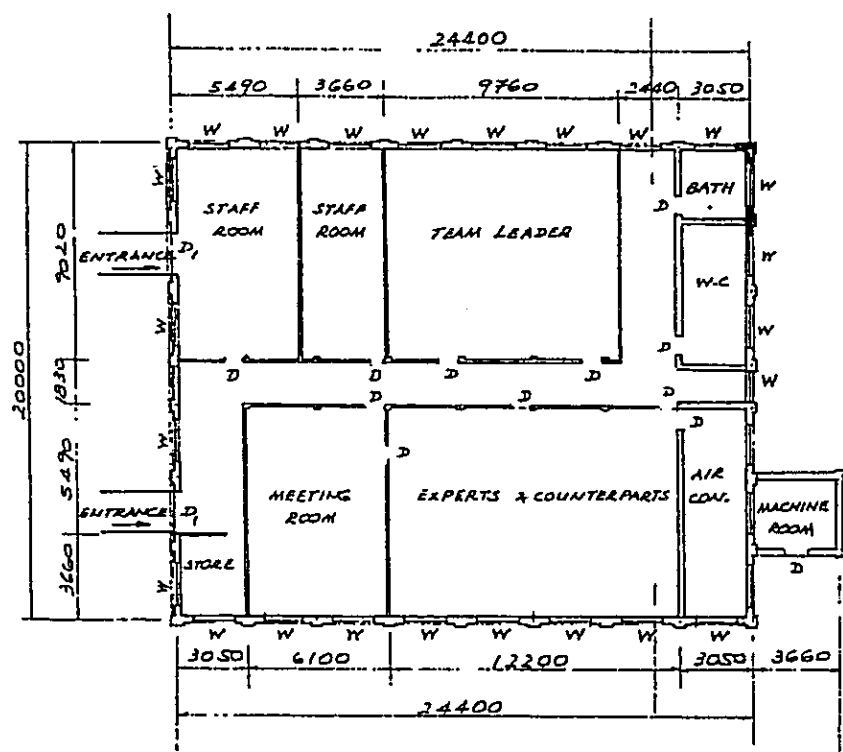 24400
5490 3660 9760 2440 3050
W W W W W W W W
W' STAFF ROOM STAFF ROOM TEAM LEADER D BATH W
ENTRANCE D1 W-C W
20000 9020
W D W
D D D D D W
1830
D D D
W D D
5490 MEETING ROOM EXPERTS & COUNTERPARTS AIR CON. MACHINE ROOM
ENTRANCE D1
3660 STORE D
W
W W W W W W W W
3050 6100 12200 3050 3660
24400